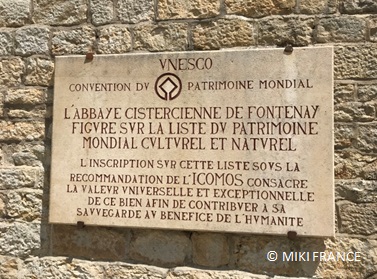 VNESCO
CONVENTION DV PATRIMOINE MONDIAL
L'ABBAYE CISTERCIENNE DE FONTENAY
FIGVRE SVR LA LISTE DV PATRIMOINE
MONDIAL CVLTVREL ET NATVREL
L'INSCRIPTION SVR CETTE LISTE SOVS LA
RECOMMANDATION DE L'ICOMOS CONSACRE
LA VALEVR VNIVERSELLE ET EXCEPTIONNELLE
DE CE BIEN AFIN DE CONTRIBVER A SA
SAVVEGARDE AV BENEFICE DE L'HVMANITE
© MIKI FRANCE